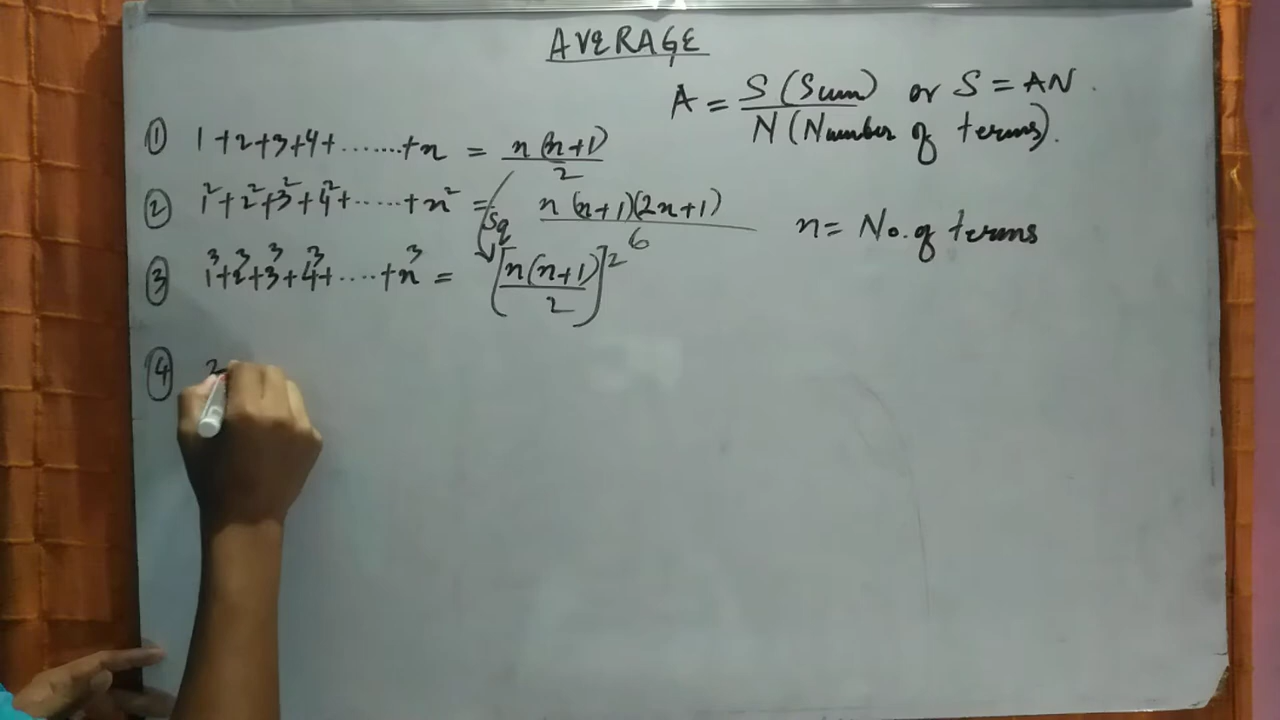 AVERAGE
A = S (Sum) / N (Number of terms). or S = AN.
① 1+2+3+4+.......+n = n(n+1)/2
② 1²+2²+3²+4²+......+n² = n(n+1)(2n+1)/6 n = No. of terms
Sq
③ 1³+2³+3³+4³+.....+n³ = [n(n+1)/2]²
④ 2